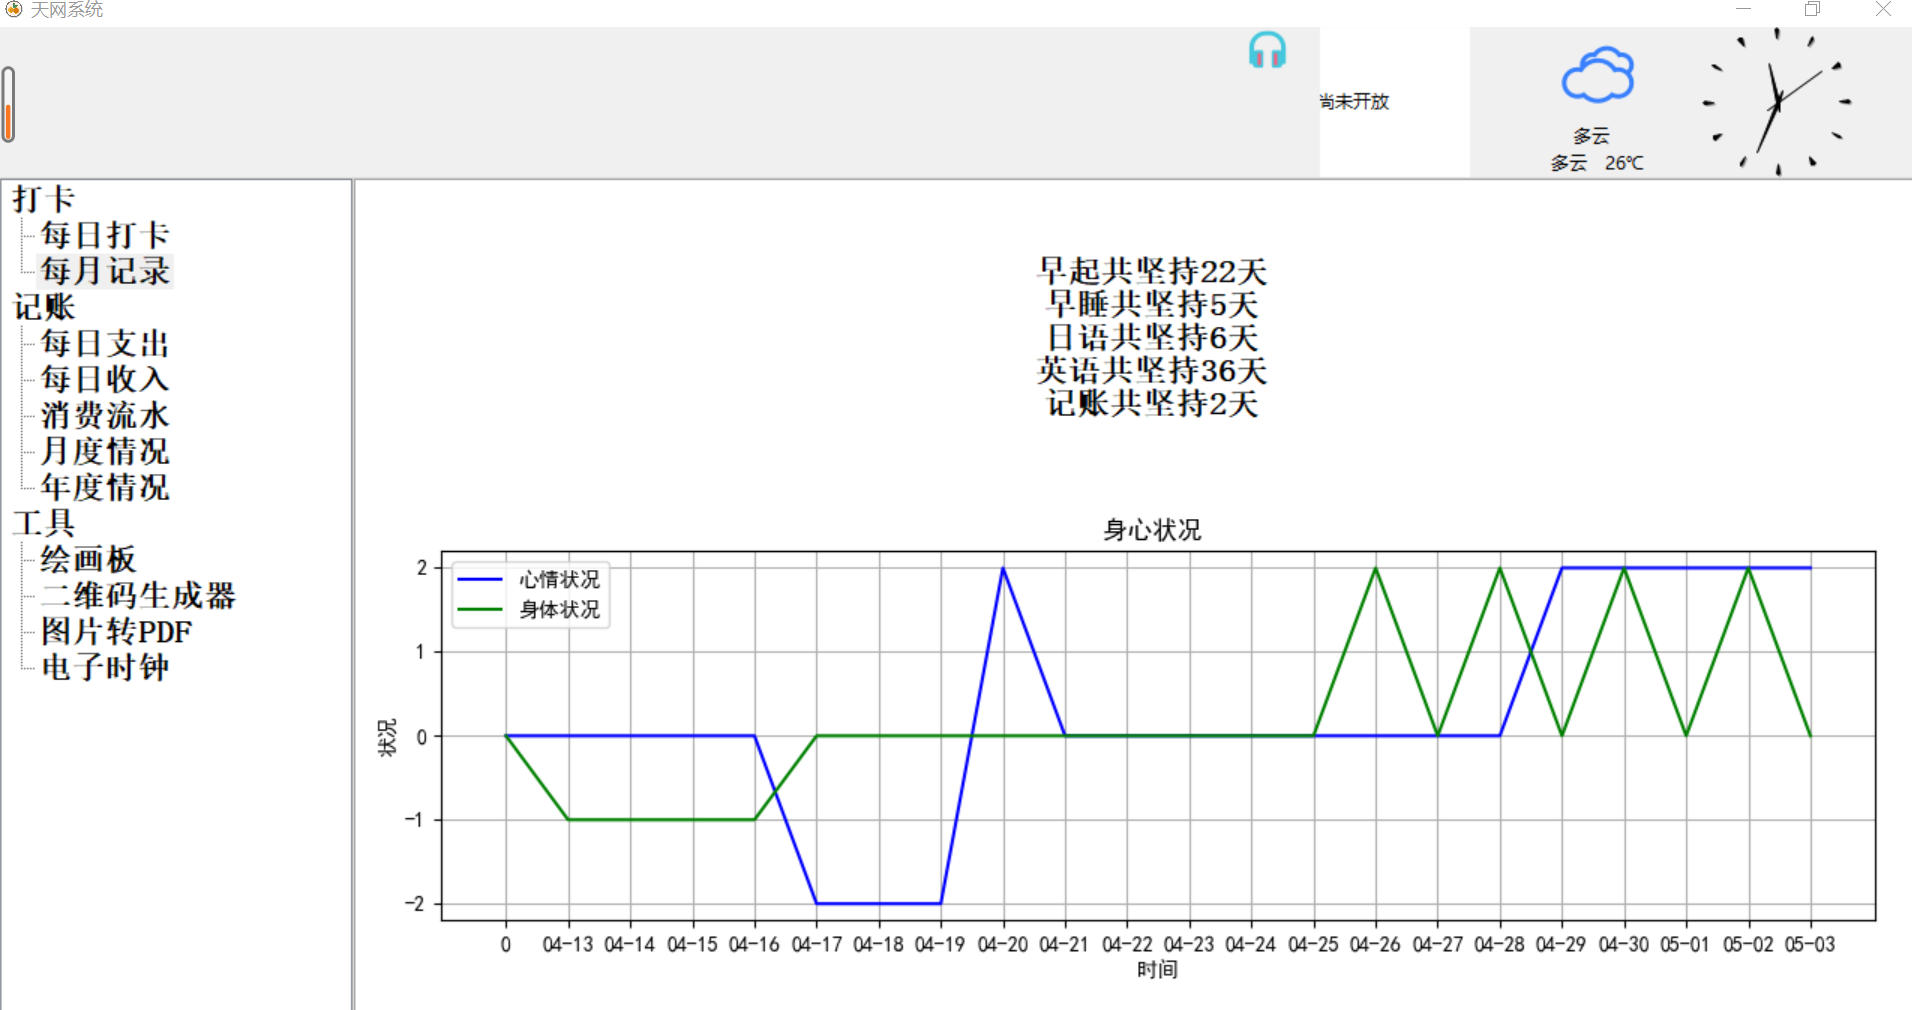 天网系统
尚未开放
多云
多云 26℃
打卡
每日打卡
每月记录
记账
每日支出
每日收入
消费流水
月度情况
年度情况
工具
绘画板
二维码生成器
图片转PDF
电子时钟
早起共坚持22天
早睡共坚持5天
日语共坚持6天
英语共坚持36天
记账共坚持2天
身心状况
心情状况
身体状况
2
1
0
-1
-2
状况
0 04-13 04-14 04-15 04-16 04-17 04-18 04-19 04-20 04-21 04-22 04-23 04-24 04-25 04-26 04-27 04-28 04-29 04-30 05-01 05-02 05-03
时间